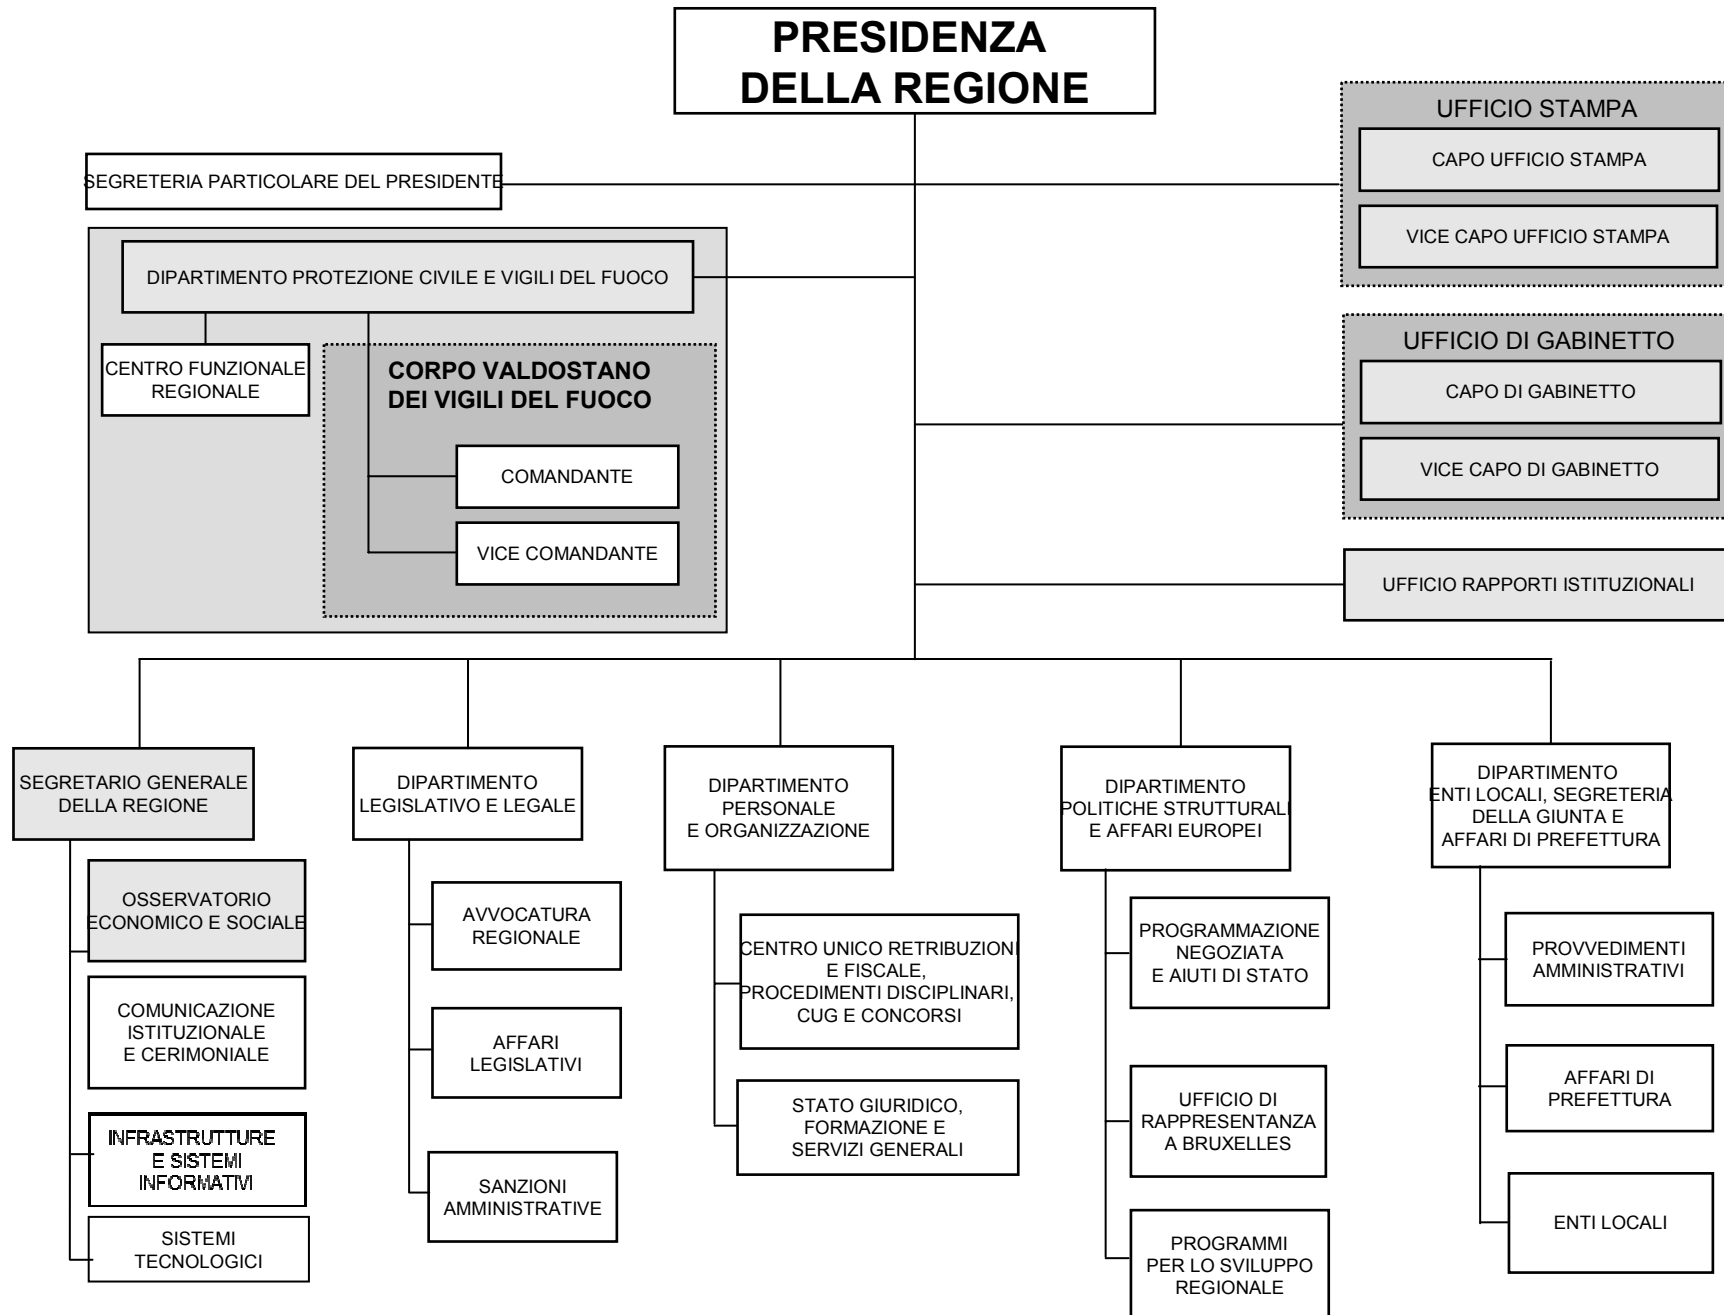 PRESIDENZA
DELLA REGIONE
UFFICIO STAMPA
CAPO UFFICIO STAMPA
VICE CAPO UFFICIO STAMPA
SEGRETERIA PARTICOLARE DEL PRESIDENTE
DIPARTIMENTO PROTEZIONE CIVILE E VIGILI DEL FUOCO
CENTRO FUNZIONALE
REGIONALE
CORPO VALDOSTANO
DEI VIGILI DEL FUOCO
COMANDANTE
VICE COMANDANTE
UFFICIO DI GABINETTO
CAPO DI GABINETTO
VICE CAPO DI GABINETTO
UFFICIO RAPPORTI ISTITUZIONALI
SEGRETARIO GENERALE
DELLA REGIONE
OSSERVATORIO
ECONOMICO E SOCIALE
COMUNICAZIONE
ISTITUZIONALE
E CERIMONIALE
INFRASTRUTTURE
E SISTEMI
INFORMATIVI
SISTEMI
TECNOLOGICI
DIPARTIMENTO
LEGISLATIVO E LEGALE
AVVOCATURA
REGIONALE
AFFARI
LEGISLATIVI
SANZIONI
AMMINISTRATIVE
DIPARTIMENTO
PERSONALE
E ORGANIZZAZIONE
CENTRO UNICO RETRIBUZIONI
E FISCALE,
PROCEDIMENTI DISCIPLINARI,
CUG E CONCORSI
STATO GIURIDICO,
FORMAZIONE E
SERVIZI GENERALI
DIPARTIMENTO
POLITICHE STRUTTURALI
E AFFARI EUROPEI
PROGRAMMAZIONE
NEGOZIATA
E AIUTI DI STATO
UFFICIO DI
RAPPRESENTANZA
A BRUXELLES
PROGRAMMI
PER LO SVILUPPO
REGIONALE
DIPARTIMENTO
ENTI LOCALI, SEGRETERIA
DELLA GIUNTA E
AFFARI DI PREFETTURA
PROVVEDIMENTI
AMMINISTRATIVI
AFFARI DI
PREFETTURA
ENTI LOCALI